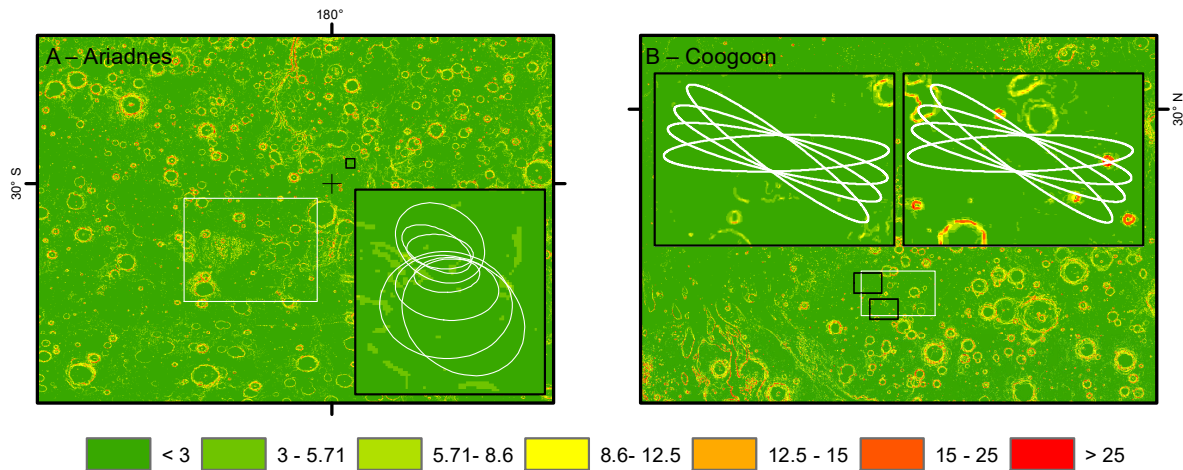 180°
A – Ariadnes
30° S
B – Coogoon
30° N
< 3
3 - 5.71
5.71- 8.6
8.6- 12.5
12.5 - 15
15 - 25
> 25